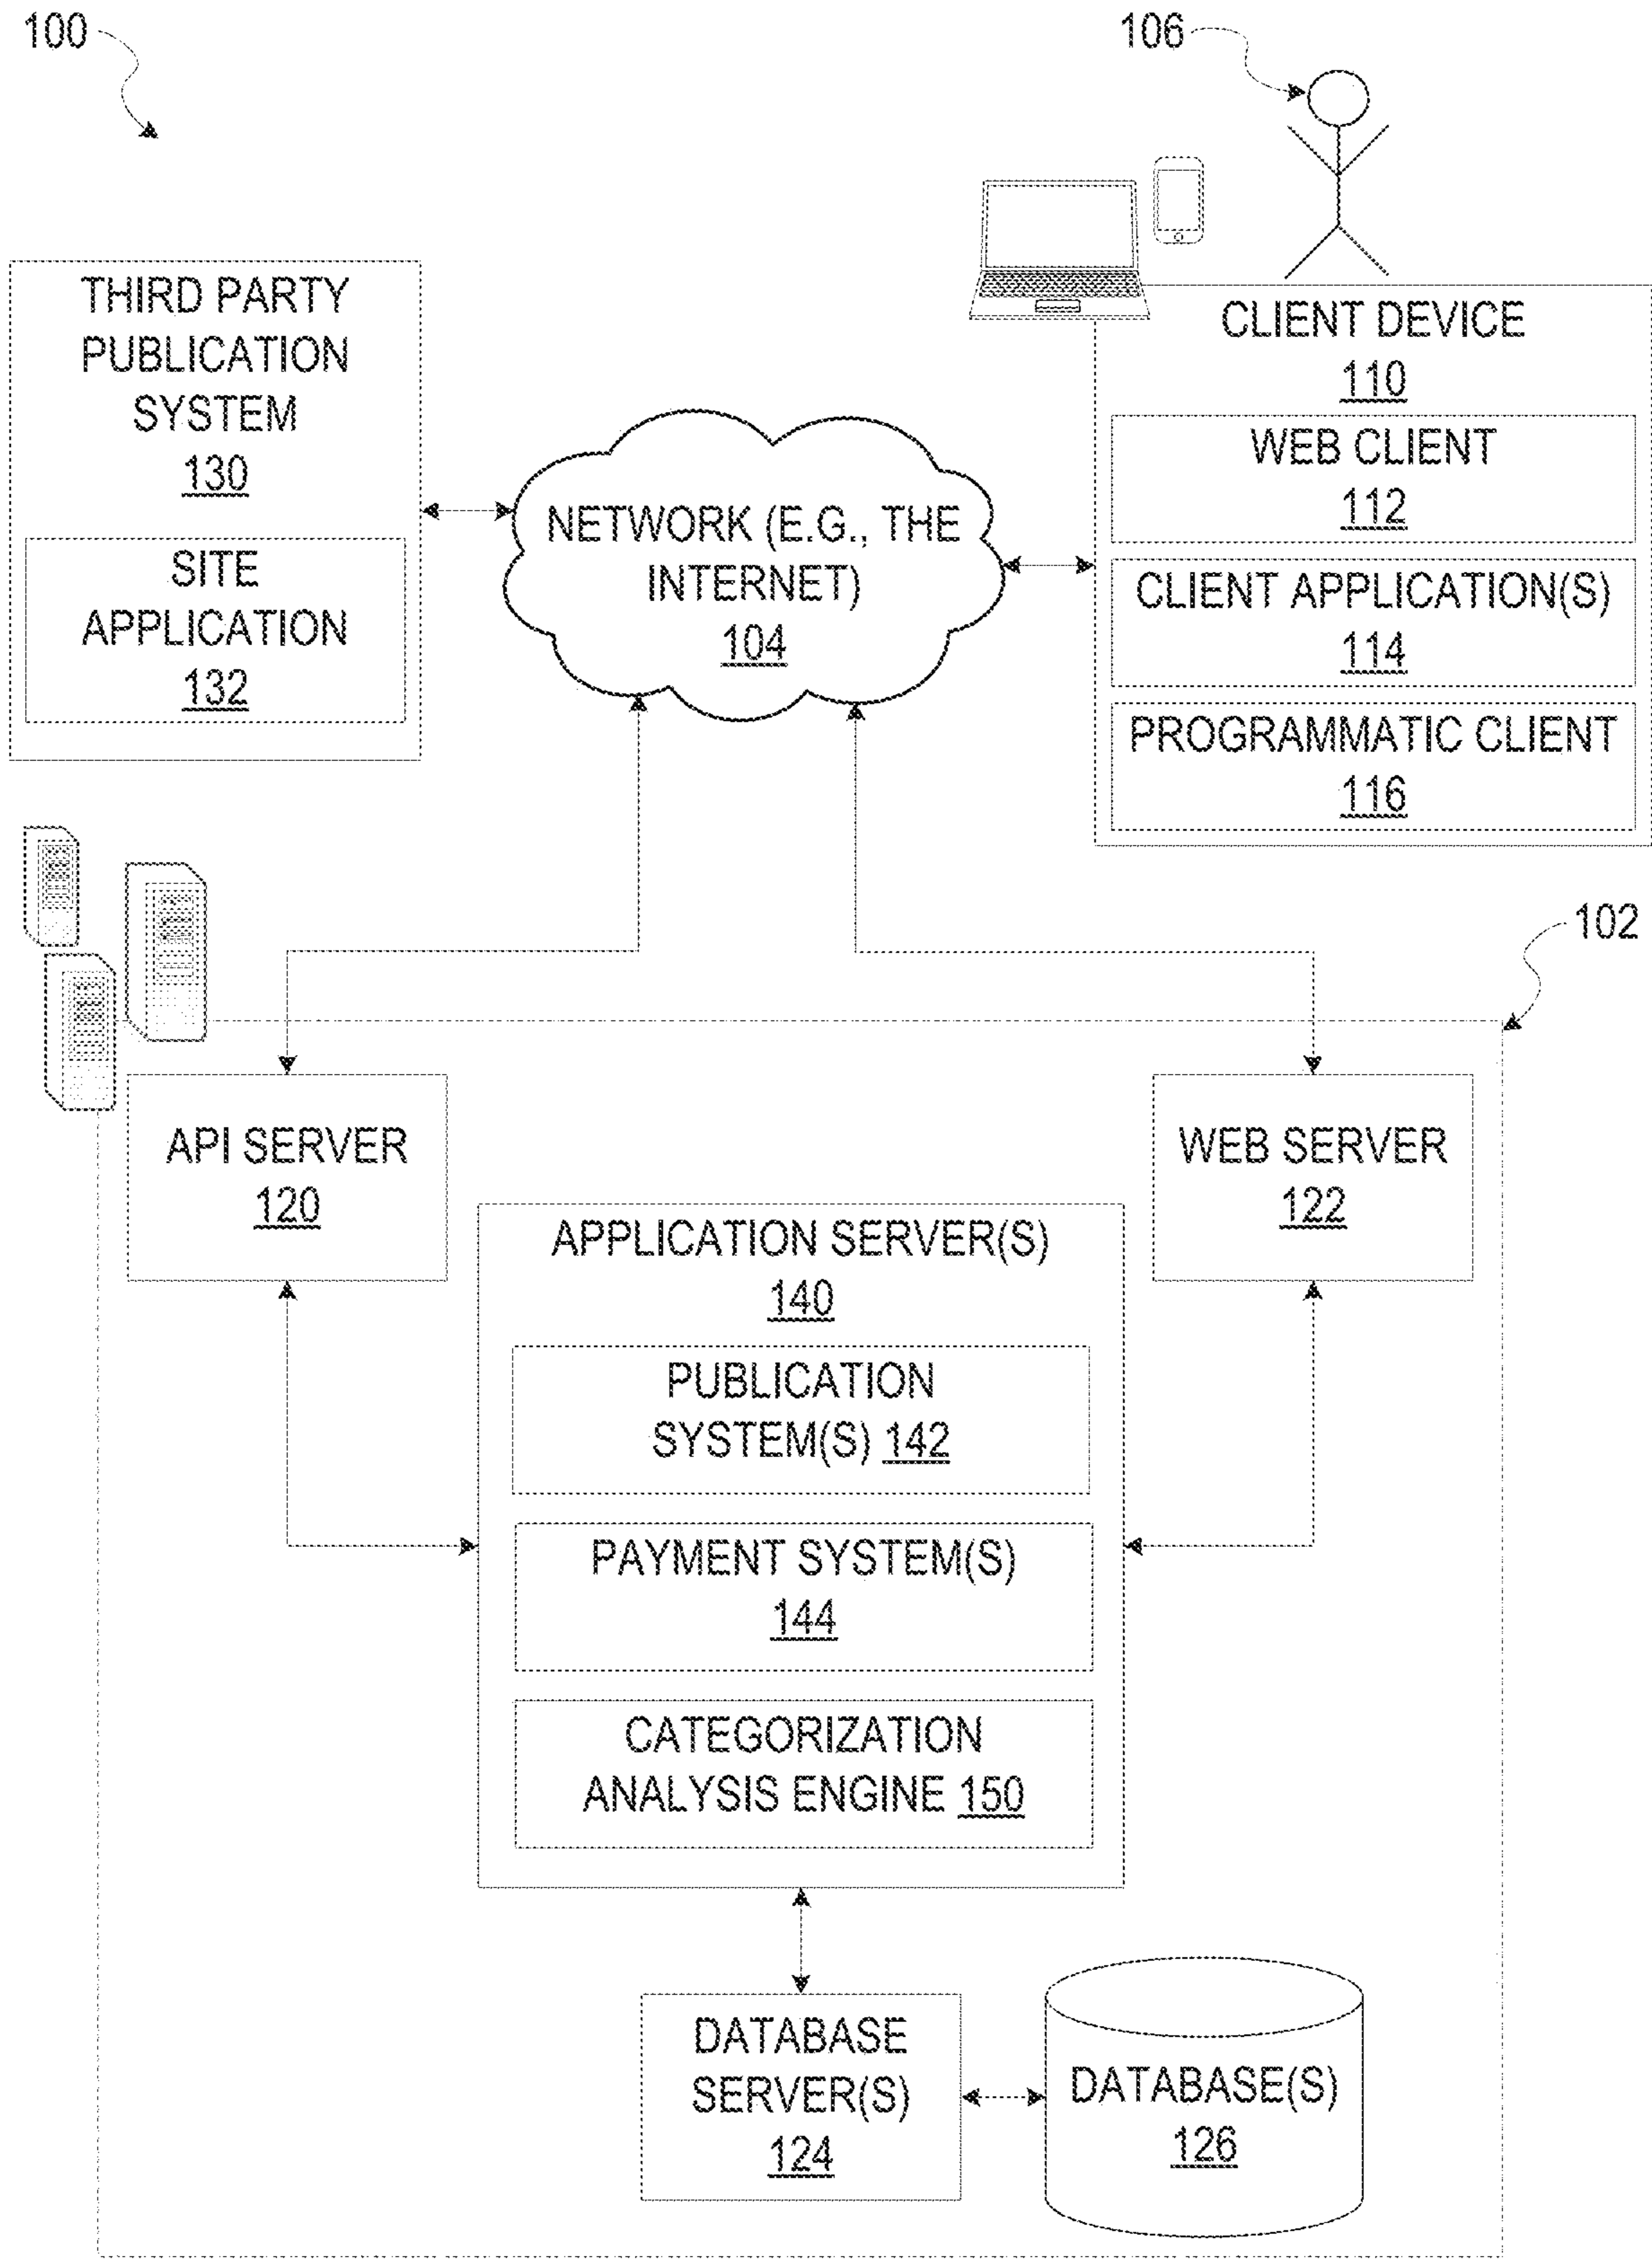 100
106
THIRD PARTY
PUBLICATION
SYSTEM
130
SITE
APPLICATION
132
NETWORK (E.G., THE
INTERNET)
104
CLIENT DEVICE
110
WEB CLIENT
112
CLIENT APPLICATION(S)
114
PROGRAMMATIC CLIENT
116
102
API SERVER
120
WEB SERVER
122
APPLICATION SERVER(S)
140
PUBLICATION
SYSTEM(S) 142
PAYMENT SYSTEM(S)
144
CATEGORIZATION
ANALYSIS ENGINE 150
DATABASE
SERVER(S)
124
DATABASE(S)
126